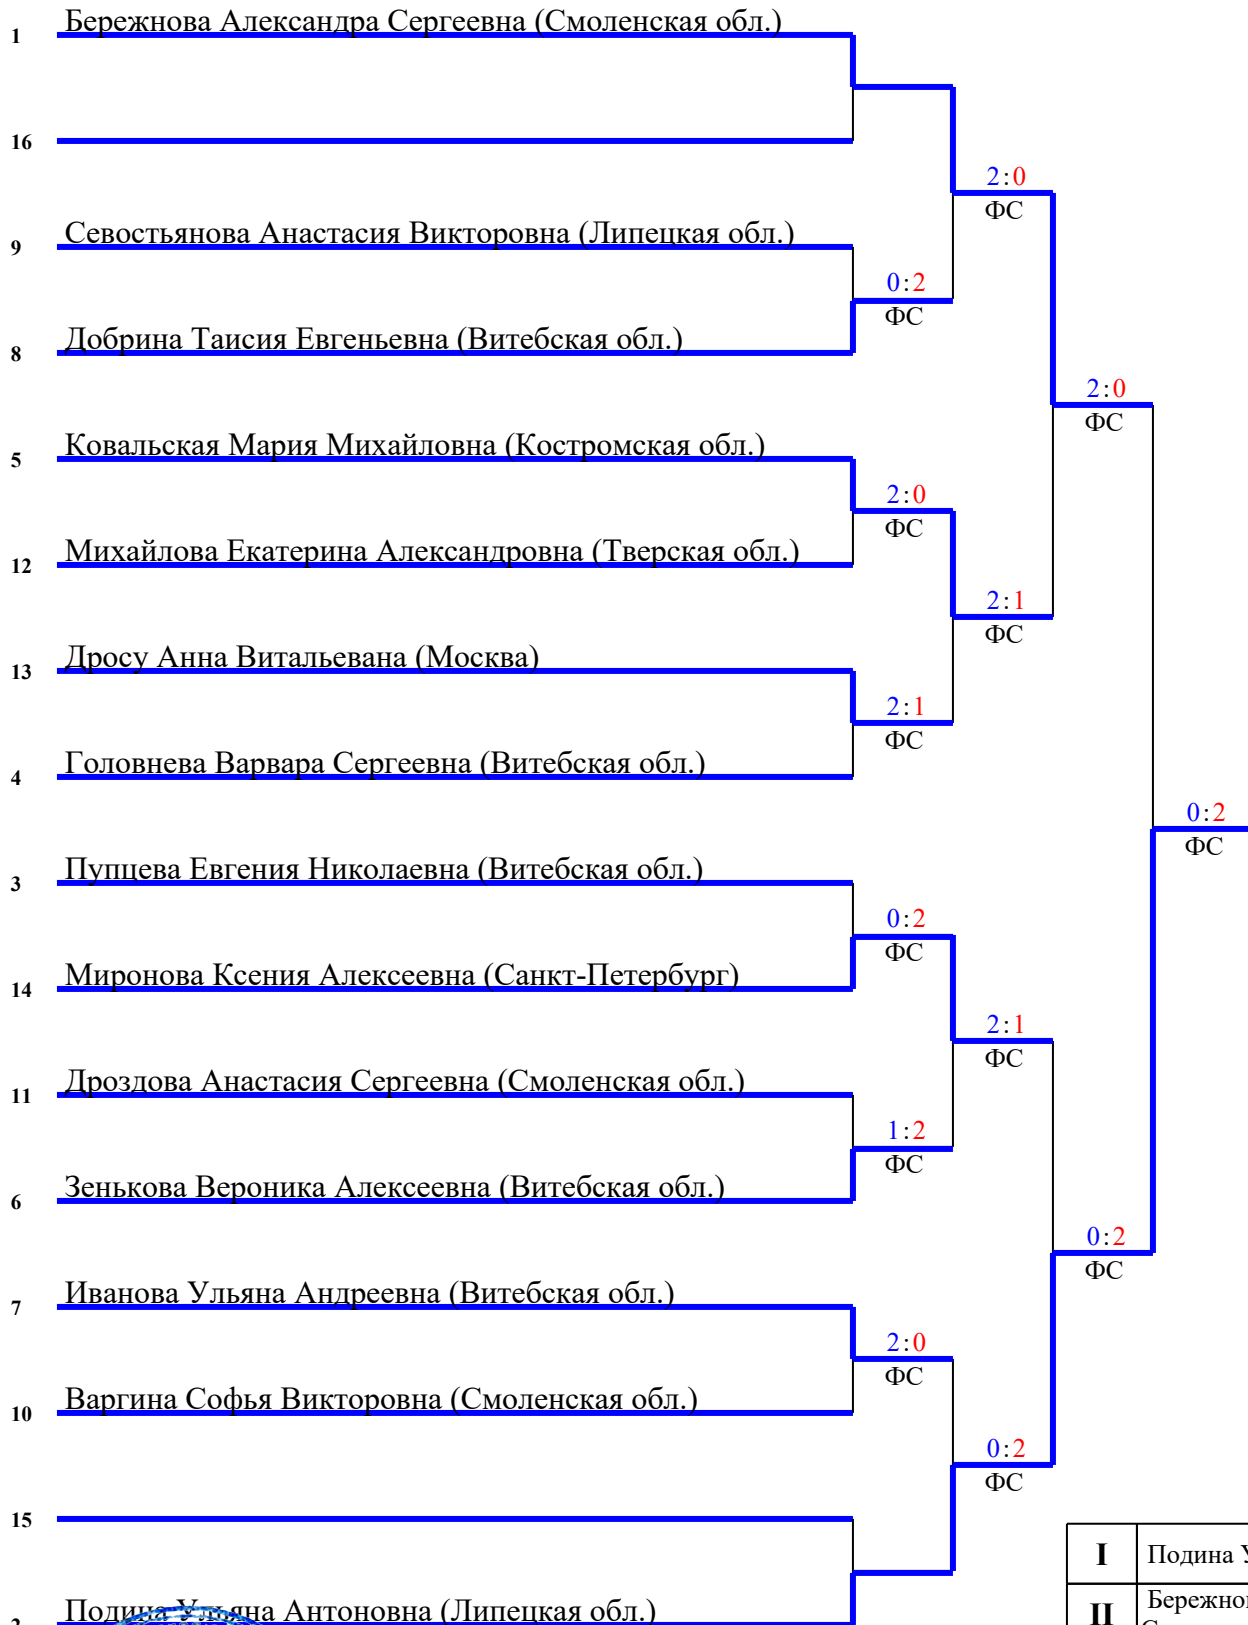 1 Бережнова Александра Сергеевна (Смоленская обл.)
16
2:0
ФС
9 Севостьянова Анастасия Викторовна (Липецкая обл.)
0:2
ФС
8 Добрина Таисия Евгеньевна (Витебская обл.)
2:0
ФС
5 Ковальская Мария Михайловна (Костромская обл.)
2:0
ФС
12 Михайлова Екатерина Александровна (Тверская обл.)
2:1
ФС
13 Дросу Анна Витальевана (Москва)
2:1
ФС
4 Головнева Варвара Сергеевна (Витебская обл.)
0:2
ФС
3 Пупцева Евгения Николаевна (Витебская обл.)
0:2
ФС
14 Миронова Ксения Алексеевна (Санкт-Петербург)
2:1
ФС
11 Дроздова Анастасия Сергеевна (Смоленская обл.)
1:2
ФС
6 Зенькова Вероника Алексеевна (Витебская обл.)
0:2
ФС
7 Иванова Ульяна Андреевна (Витебская обл.)
2:0
ФС
10 Варгина Софья Викторовна (Смоленская обл.)
0:2
ФС
15
I Подина У
2 Подина Ульяна Антоновна (Липецкая обл.)
II Бережнов